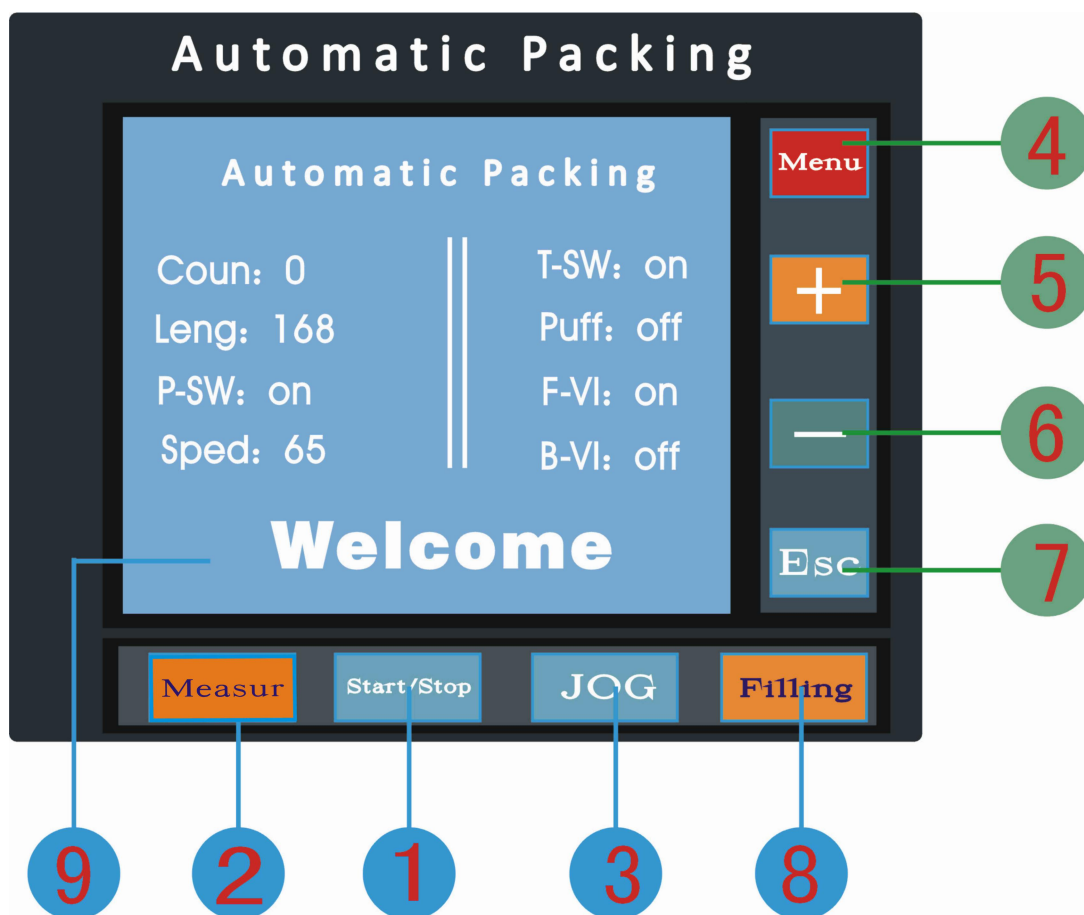 Automatic Packing
Automatic Packing
Coun: 0
Leng: 168
P-SW: on
Sped: 65
T-SW: on
Puff: off
F-VI: on
B-VI: off
Welcome
Menu
+
—
Esc
4
5
6
7
Measur
Start/Stop
JOG
Filling
9
2
1
3
8